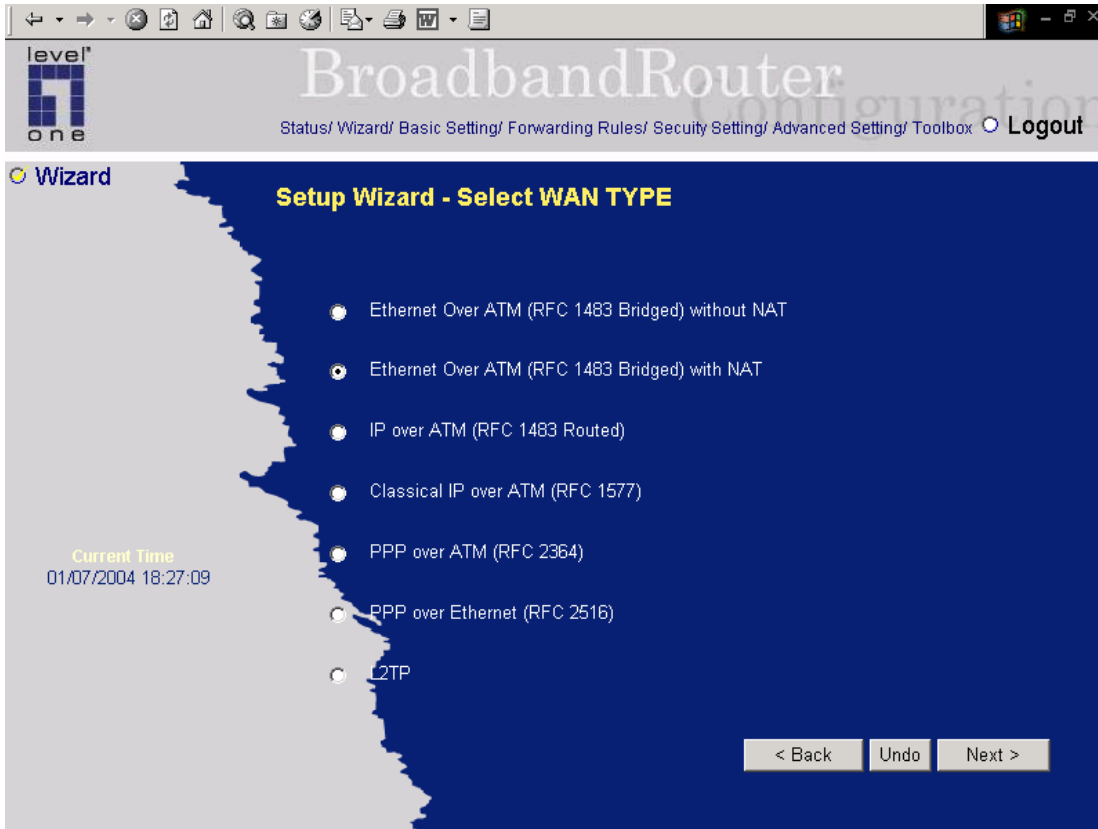 level
one
BroadbandRouter
Configuration
Status/ Wizard/ Basic Setting/ Forwarding Rules/ Secuity Setting/ Advanced Setting/ Toolbox Logout
Wizard
Setup Wizard - Select WAN TYPE
Ethernet Over ATM (RFC 1483 Bridged) without NAT
Ethernet Over ATM (RFC 1483 Bridged) with NAT
IP over ATM (RFC 1483 Routed)
Classical IP over ATM (RFC 1577)
PPP over ATM (RFC 2364)
Current Time
01/07/2004 18:27:09
PPP over Ethernet (RFC 2516)
L2TP
< Back Undo Next >